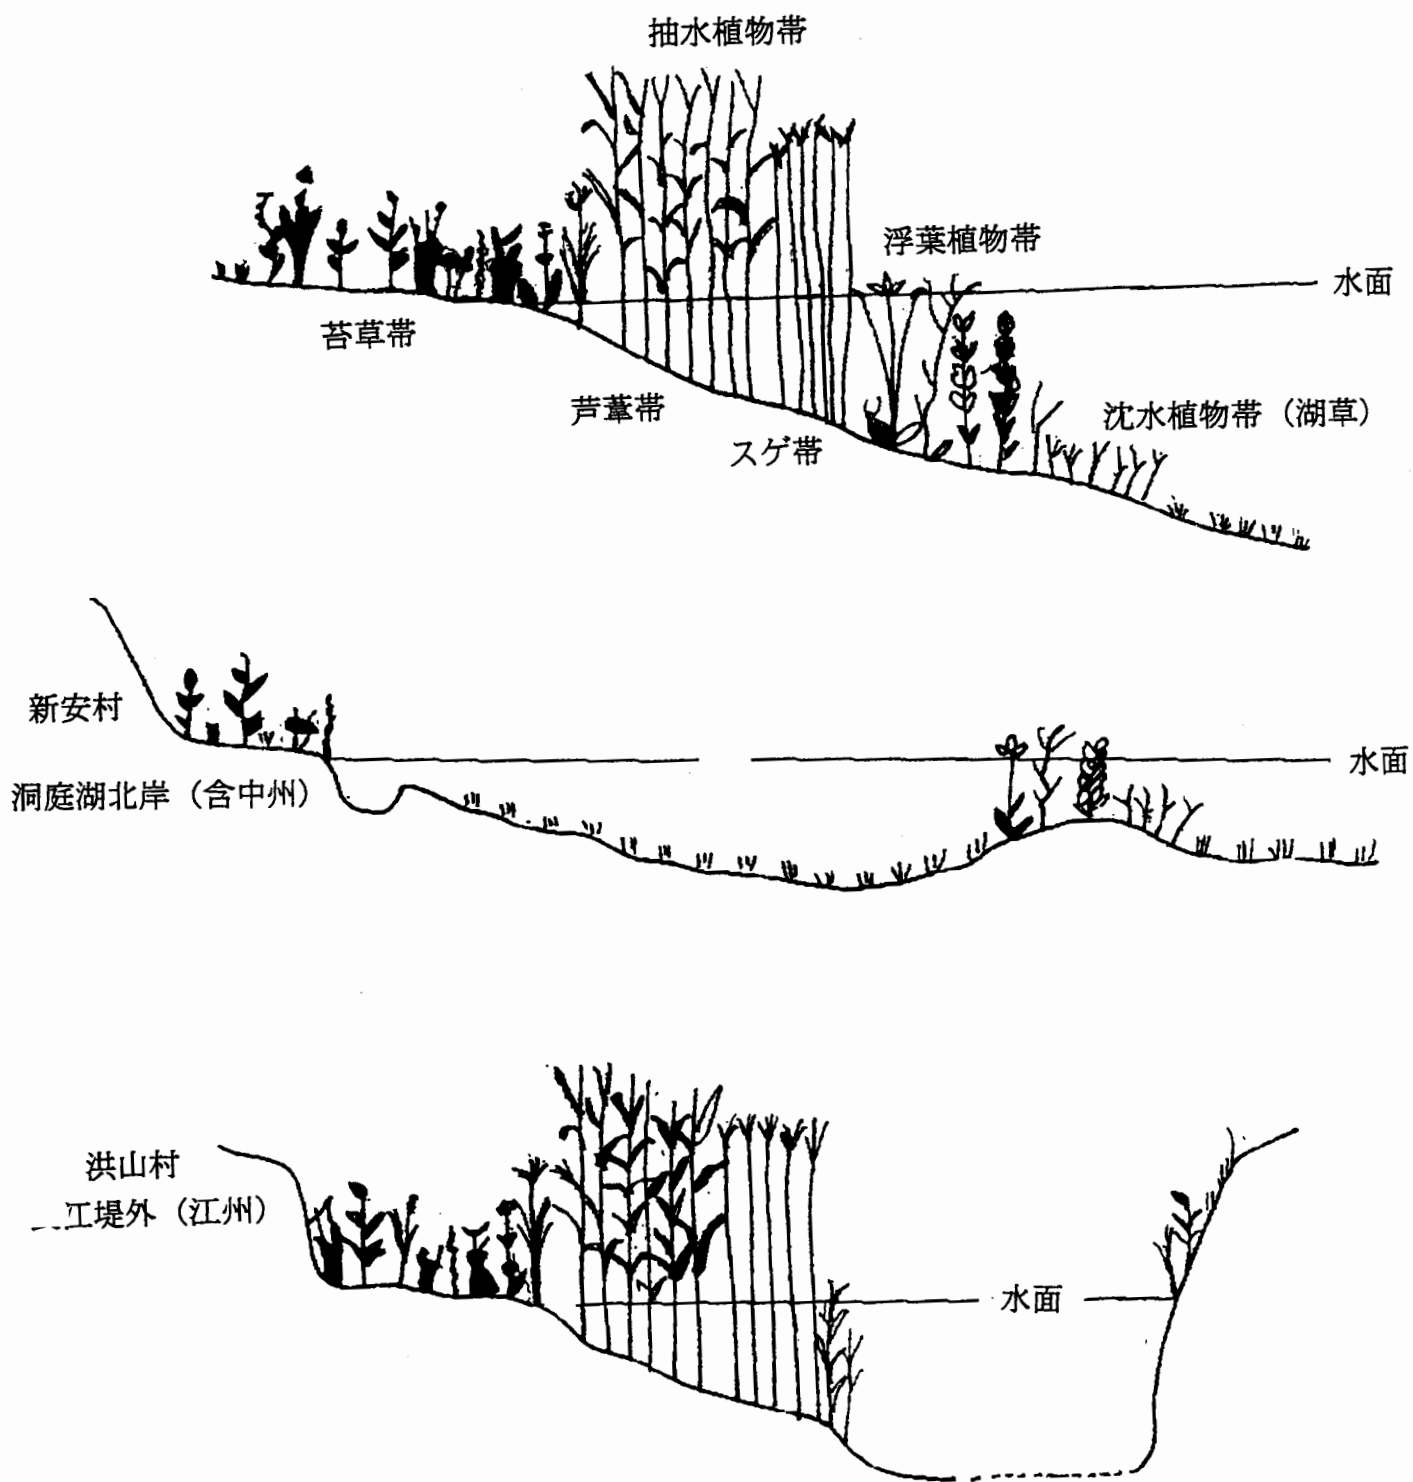 抽水植物帯
浮葉植物帯
水面
苔草帯
芦葦帯
スゲ帯
沈水植物帯（湖草）
新安村
水面
洞庭湖北岸（含中州）
洪山村
工堤外（江州）
水面